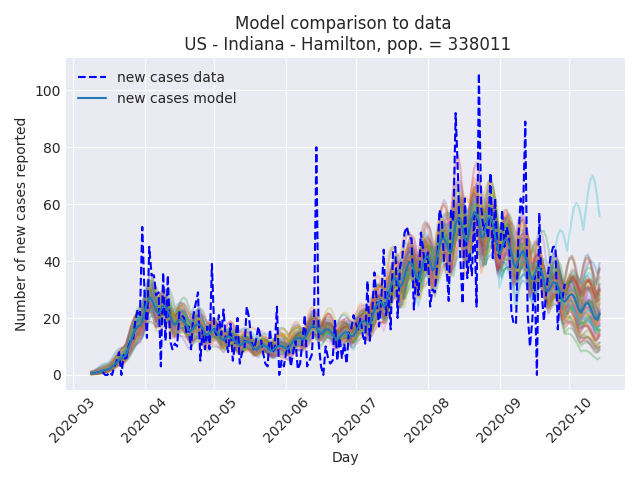 Model comparison to data
US - Indiana - Hamilton, pop. = 338011
new cases data
new cases model
Number of new cases reported
100
80
60
40
20
0
2020-03
2020-04
2020-05
2020-06
2020-07
2020-08
2020-09
2020-10
Day